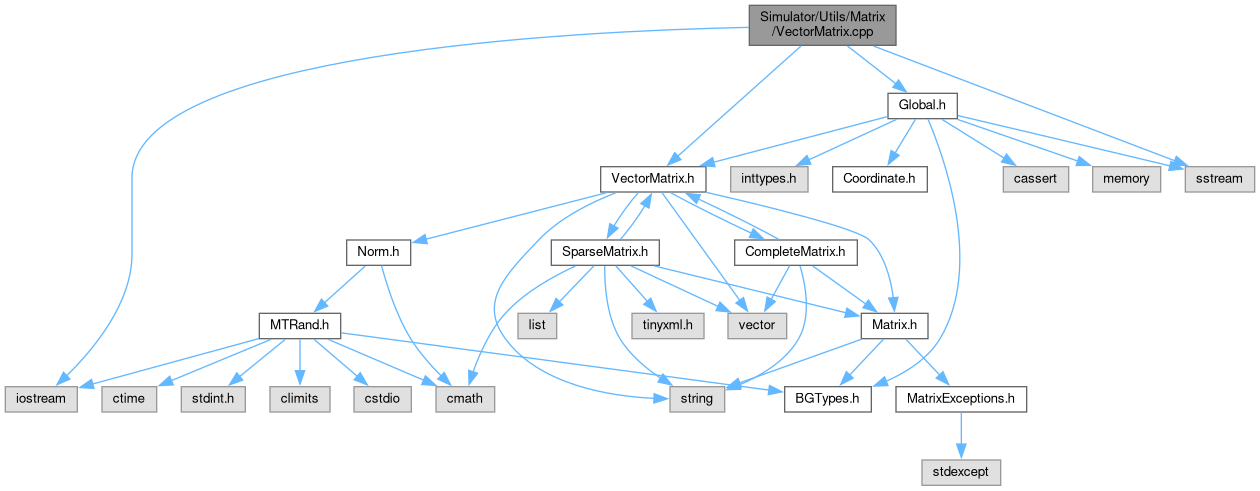 Simulator/Utils/Matrix
/VectorMatrix.cpp
Global.h
VectorMatrix.h
inttypes.h
Coordinate.h
cassert
memory
sstream
Norm.h
SparseMatrix.h
CompleteMatrix.h
MTRand.h
list
tinyxml.h
vector
Matrix.h
iostream
ctime
stdint.h
climits
cstdio
cmath
string
BGTypes.h
MatrixExceptions.h
stdexcept